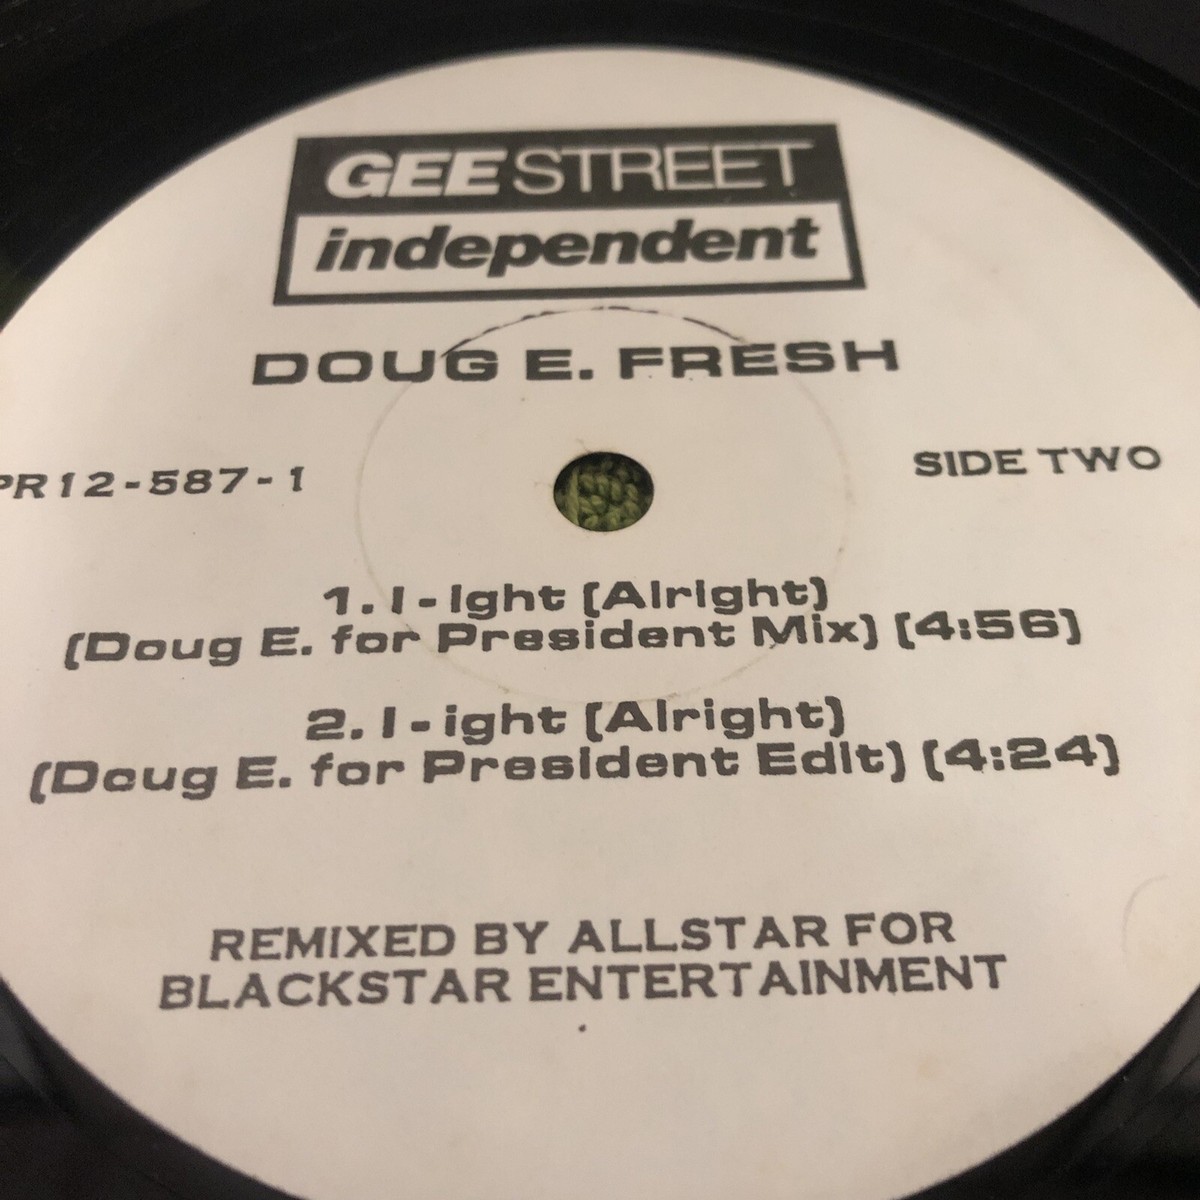 GEE STREET
independent
DOUG E. FRESH
PR12-587-1
SIDE TWO
1. I-Ight (Alright)
(Doug E. for President Mix) (4:56)
2. I-ight (Alright)
(Doug E. for President Edit) (4:24)
REMIXED BY ALLSTAR FOR
BLACKSTAR ENTERTAINMENT